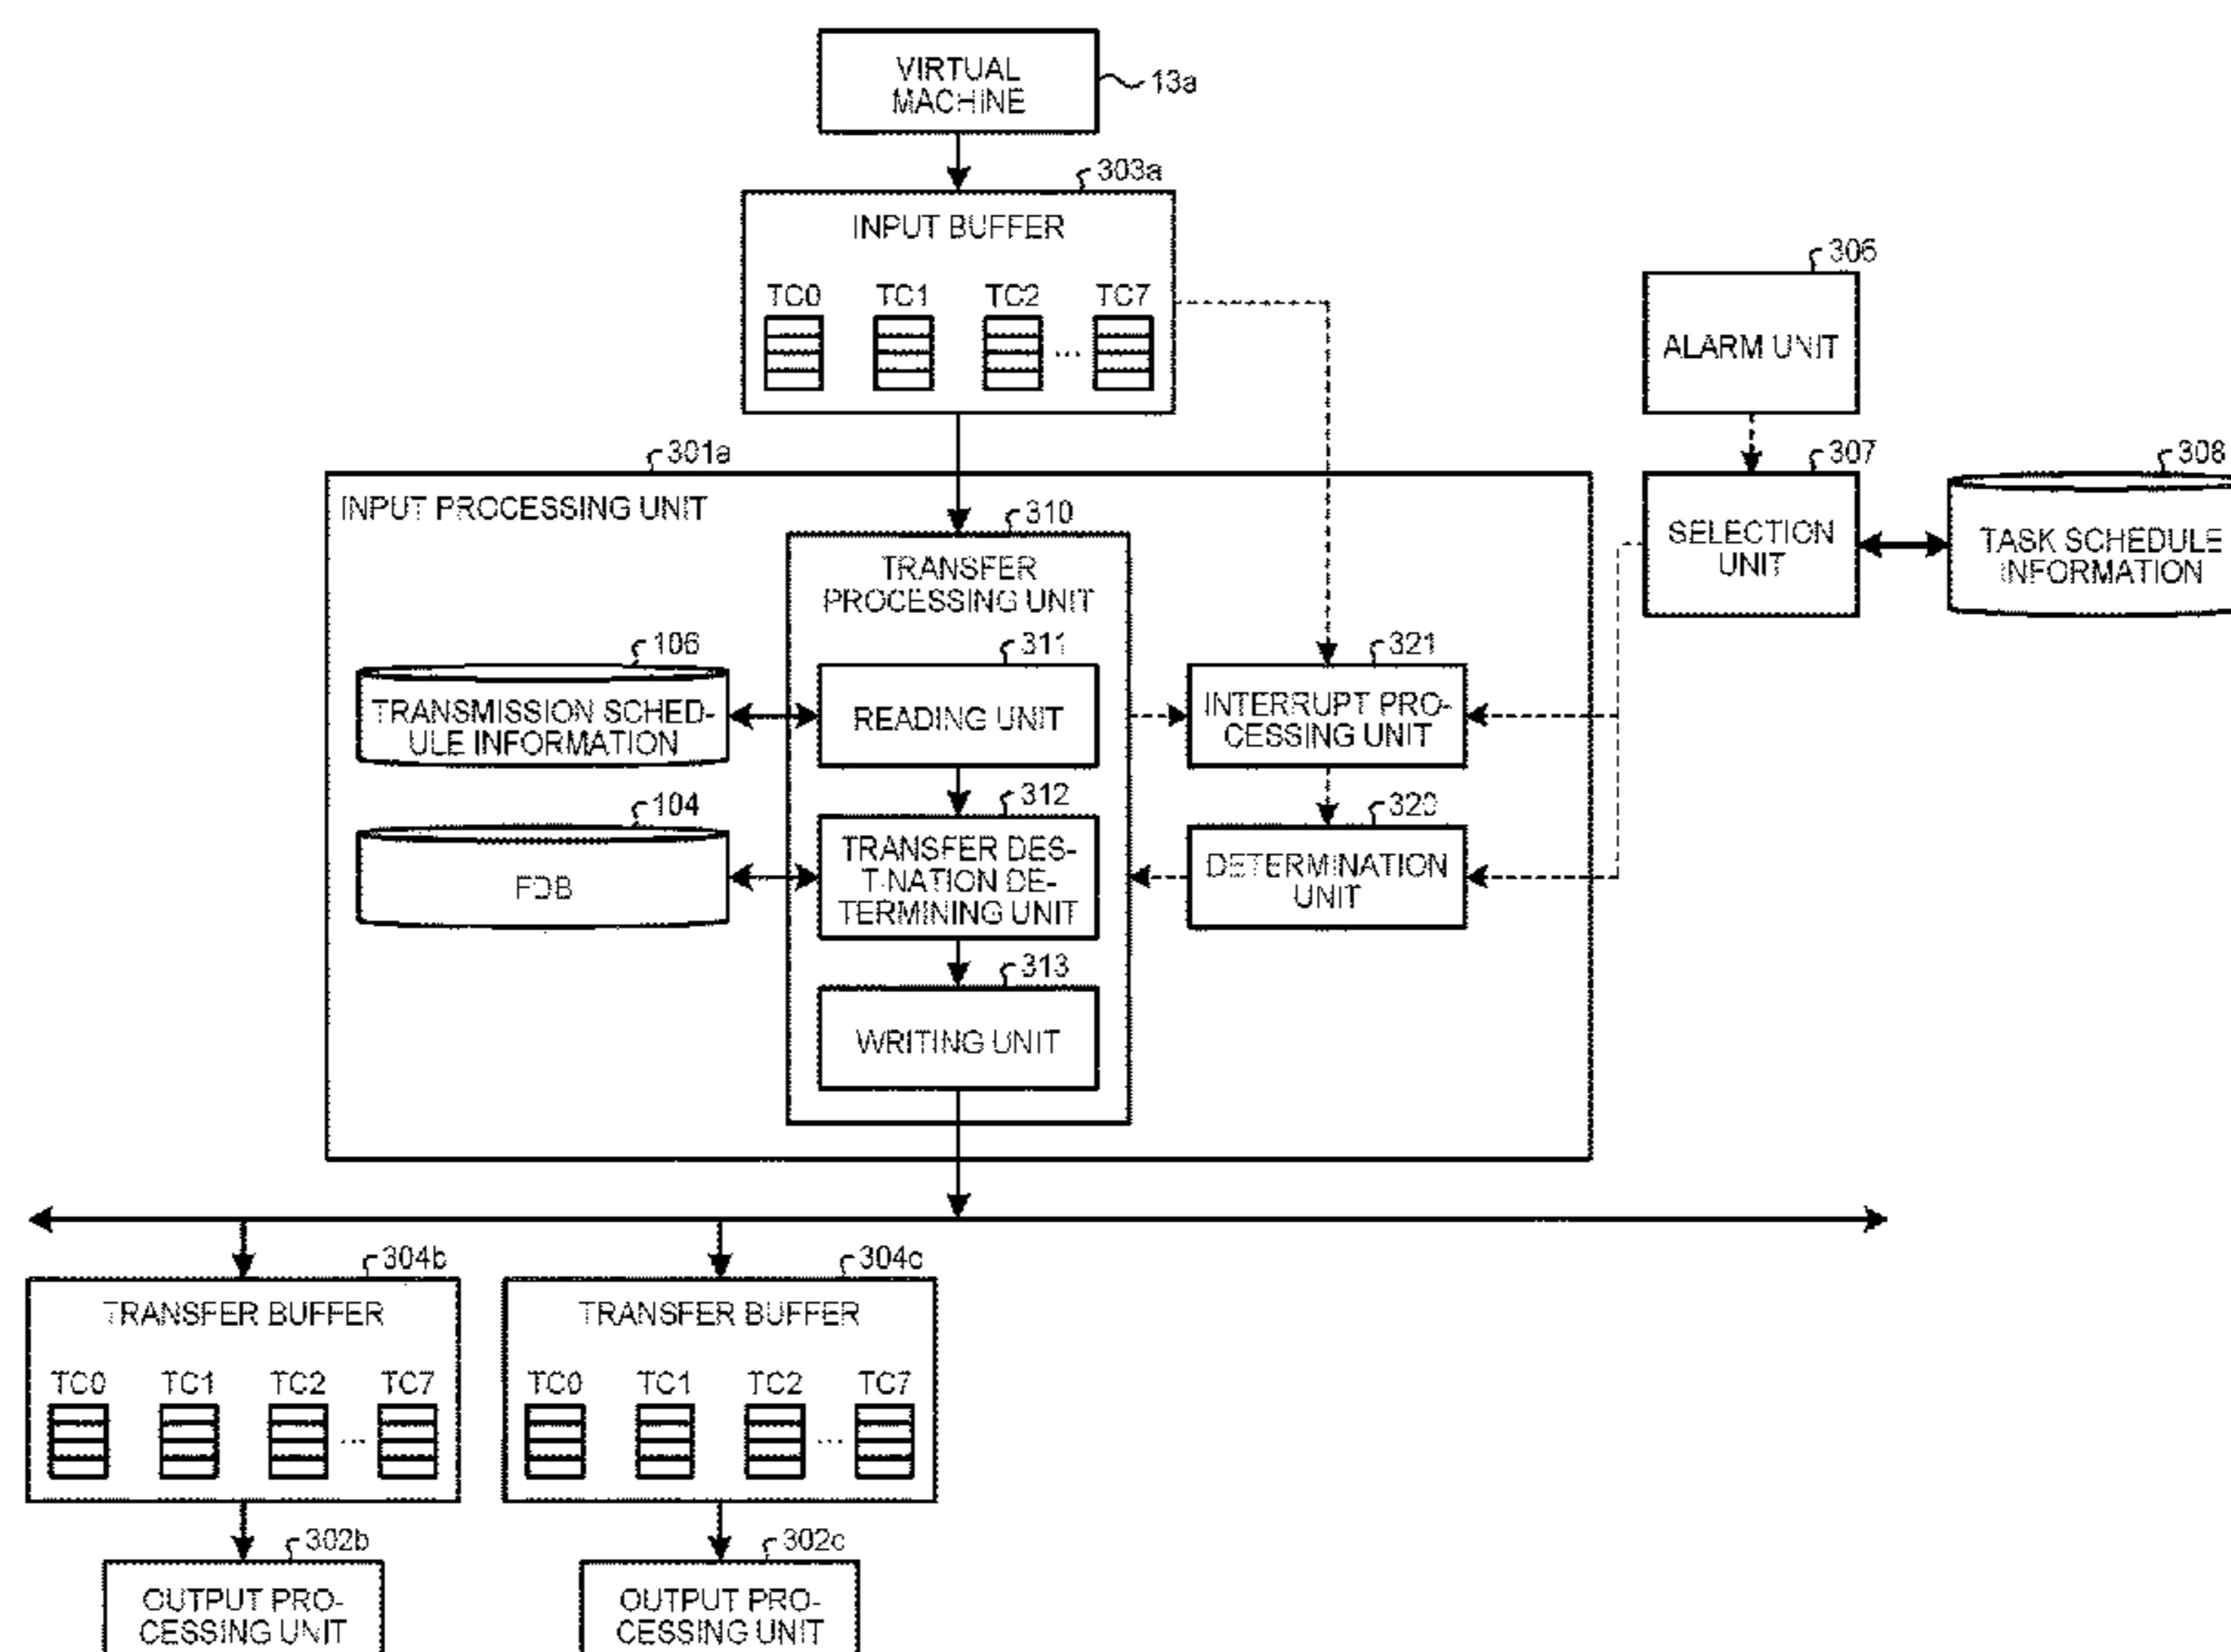 VIRTUAL
MACHINE
13a
303a
INPUT BUFFER
TC0 TC1 TC2 ... TC7
306
ALARM UNIT
301a
307
308
INPUT PROCESSING UNIT
310
SELECTION
UNIT
TASK SCHEDULE
INFORMATION
TRANSFER
PROCESSING UNIT
106
311
321
TRANSMISSION SCHED-
ULE INFORMATION
READING UNIT
INTERRUPT PRO-
CESSING UNIT
104
312
320
FDB
TRANSFER DES-
TINATION DE-
TERMINING UNIT
DETERMINATION
UNIT
313
WRITING UNIT
304b
304c
TRANSFER BUFFER
TRANSFER BUFFER
TC0 TC1 TC2 ... TC7
TC0 TC1 TC2 ... TC7
302b
302c
OUTPUT PRO-
CESSING UNIT
OUTPUT PRO-
CESSING UNIT